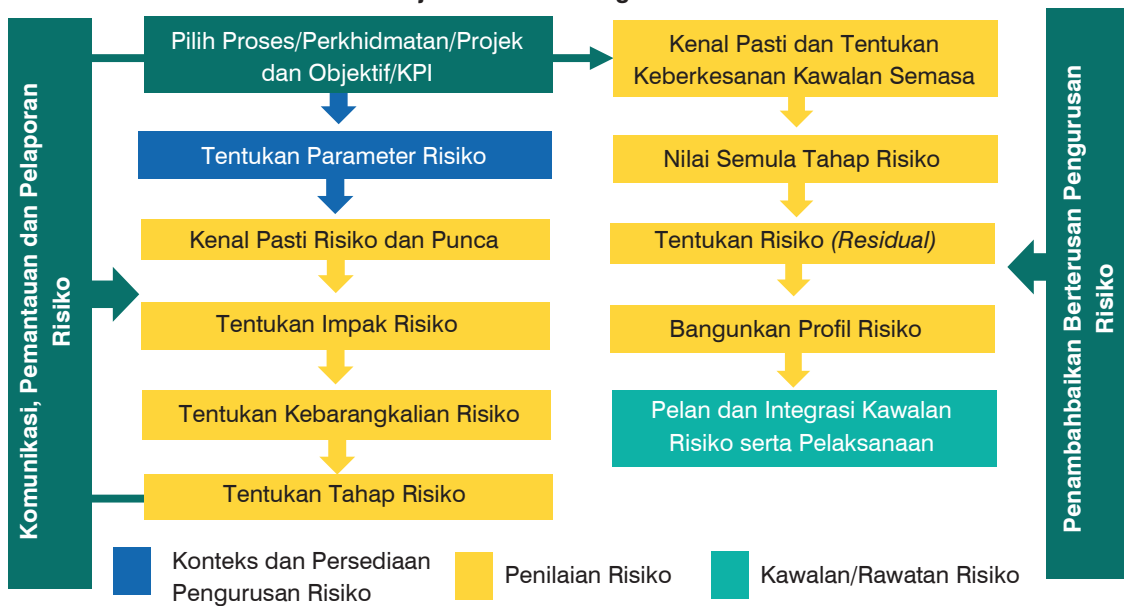 Komunikasi, Pemantauan dan Pelaporan
Risiko
Pilih Proses/Perkhidmatan/Projek
dan Objektif/KPI
Tentukan Parameter Risiko
Kenal Pasti Risiko dan Punca
Tentukan Impak Risiko
Tentukan Kebarangkalian Risiko
Tentukan Tahap Risiko
Kenal Pasti dan Tentukan
Keberkesanan Kawalan Semasa
Nilai Semula Tahap Risiko
Tentukan Risiko (Residual)
Bangunkan Profil Risiko
Pelan dan Integrasi Kawalan
Risiko serta Pelaksanaan
Penambahbaikan Berterusan Pengurusan
Risiko
Konteks dan Persediaan
Pengurusan Risiko
Penilaian Risiko
Kawalan/Rawatan Risiko